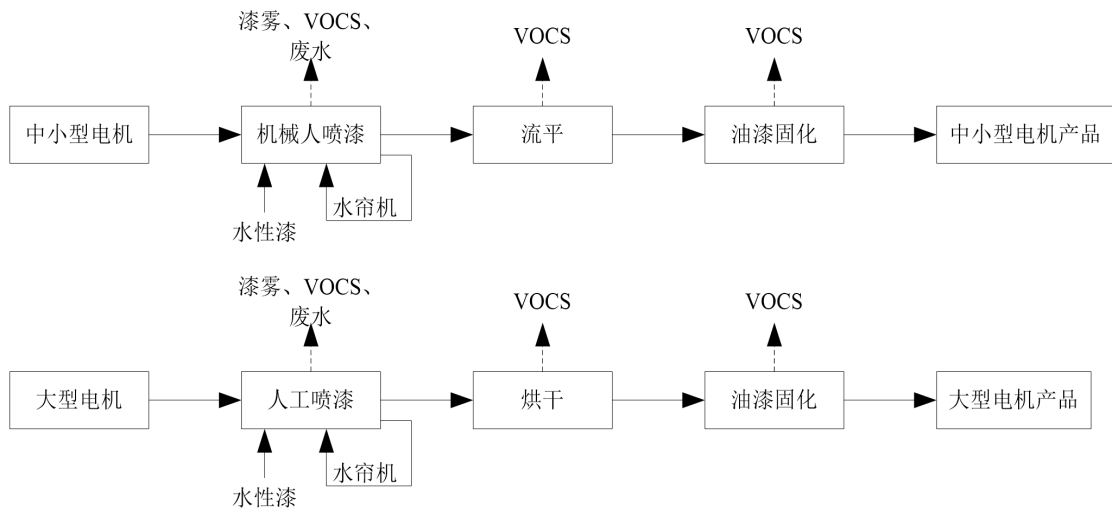 漆雾、VOCS、
废水
VOCS
VOCS
中小型电机
机械人喷漆
流平
油漆固化
中小型电机产品
水帘机
水性漆
漆雾、VOCS、
废水
VOCS
VOCS
大型电机
人工喷漆
烘干
油漆固化
大型电机产品
水帘机
水性漆